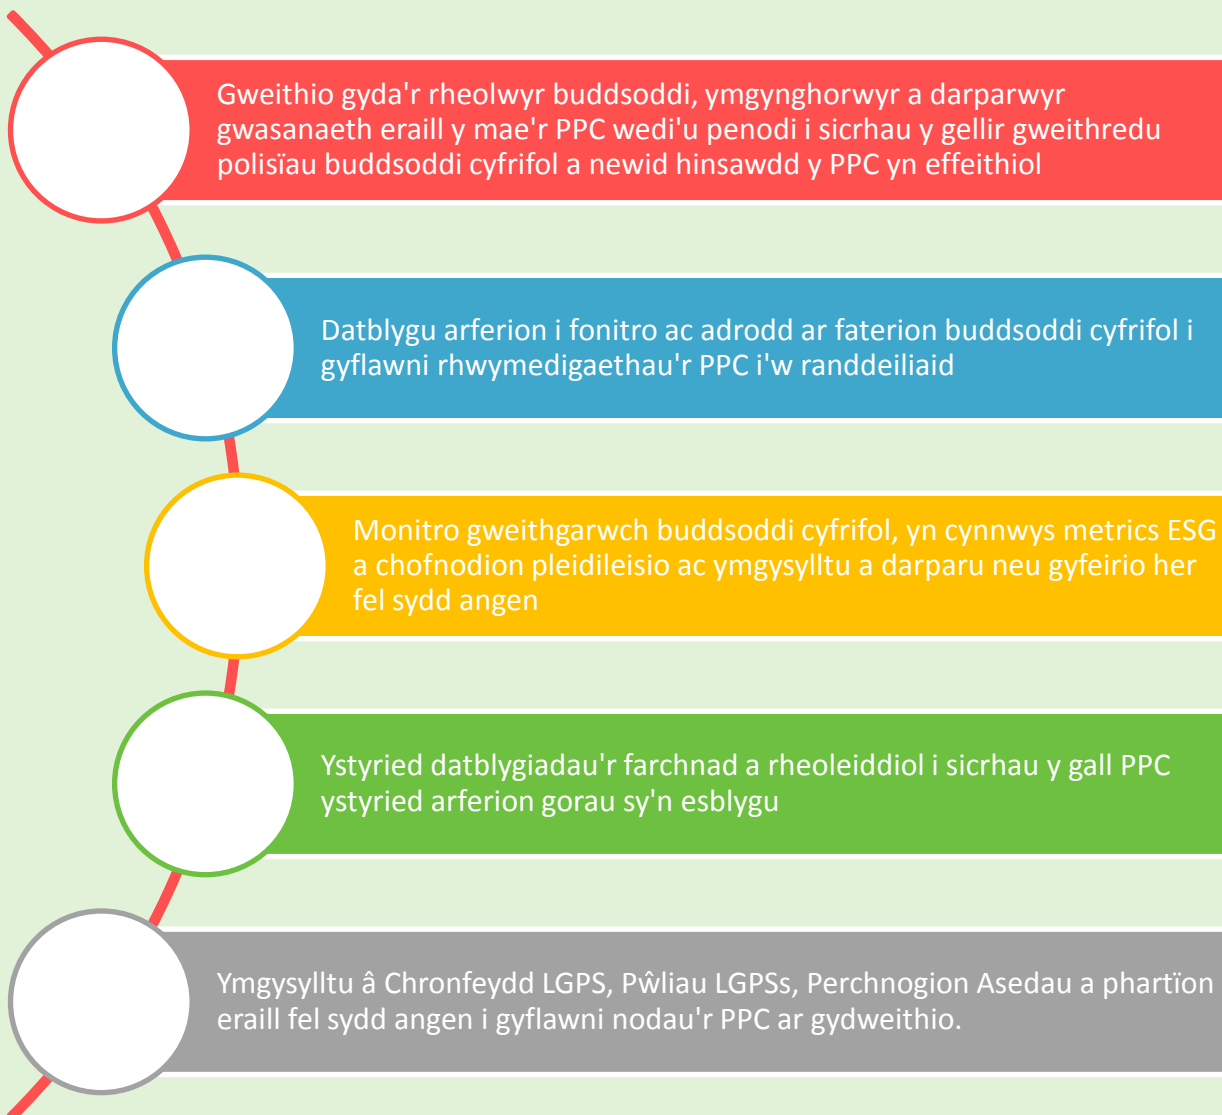 Gweithio gyda'r rheolwyr buddsoddi, ymgynghorwyr a darparwyr
gwasanaeth eraill y mae'r PPC wedi'u penodi i sicrhau y gellir gweithredu
polisïau buddsoddi cyfrifol a newid hinsawdd y PPC yn effeithiol
Datblygu arferion i fonitro ac adrodd ar faterion buddsoddi cyfrifol i
gyflawni rhwymedigaethau'r PPC i'w randdeiliaid
Monitro gweithgarwch buddsoddi cyfrifol, yn cynnwys metrics ESG
a chofnodion pleidileisio ac ymgysylltu a darparu neu gyfeirio her
fel sydd angen
Ystyried datblygiadau'r farchnad a rheoleiddiol i sicrhau y gall PPC
ystyried arferion gorau sy'n esblygu
Ymgysylltu â Chronfeydd LGPS, Pŵliau LGPSs, Perchnogion Asedau a phartïon
eraill fel sydd angen i gyflawni nodau'r PPC ar gydweithio.